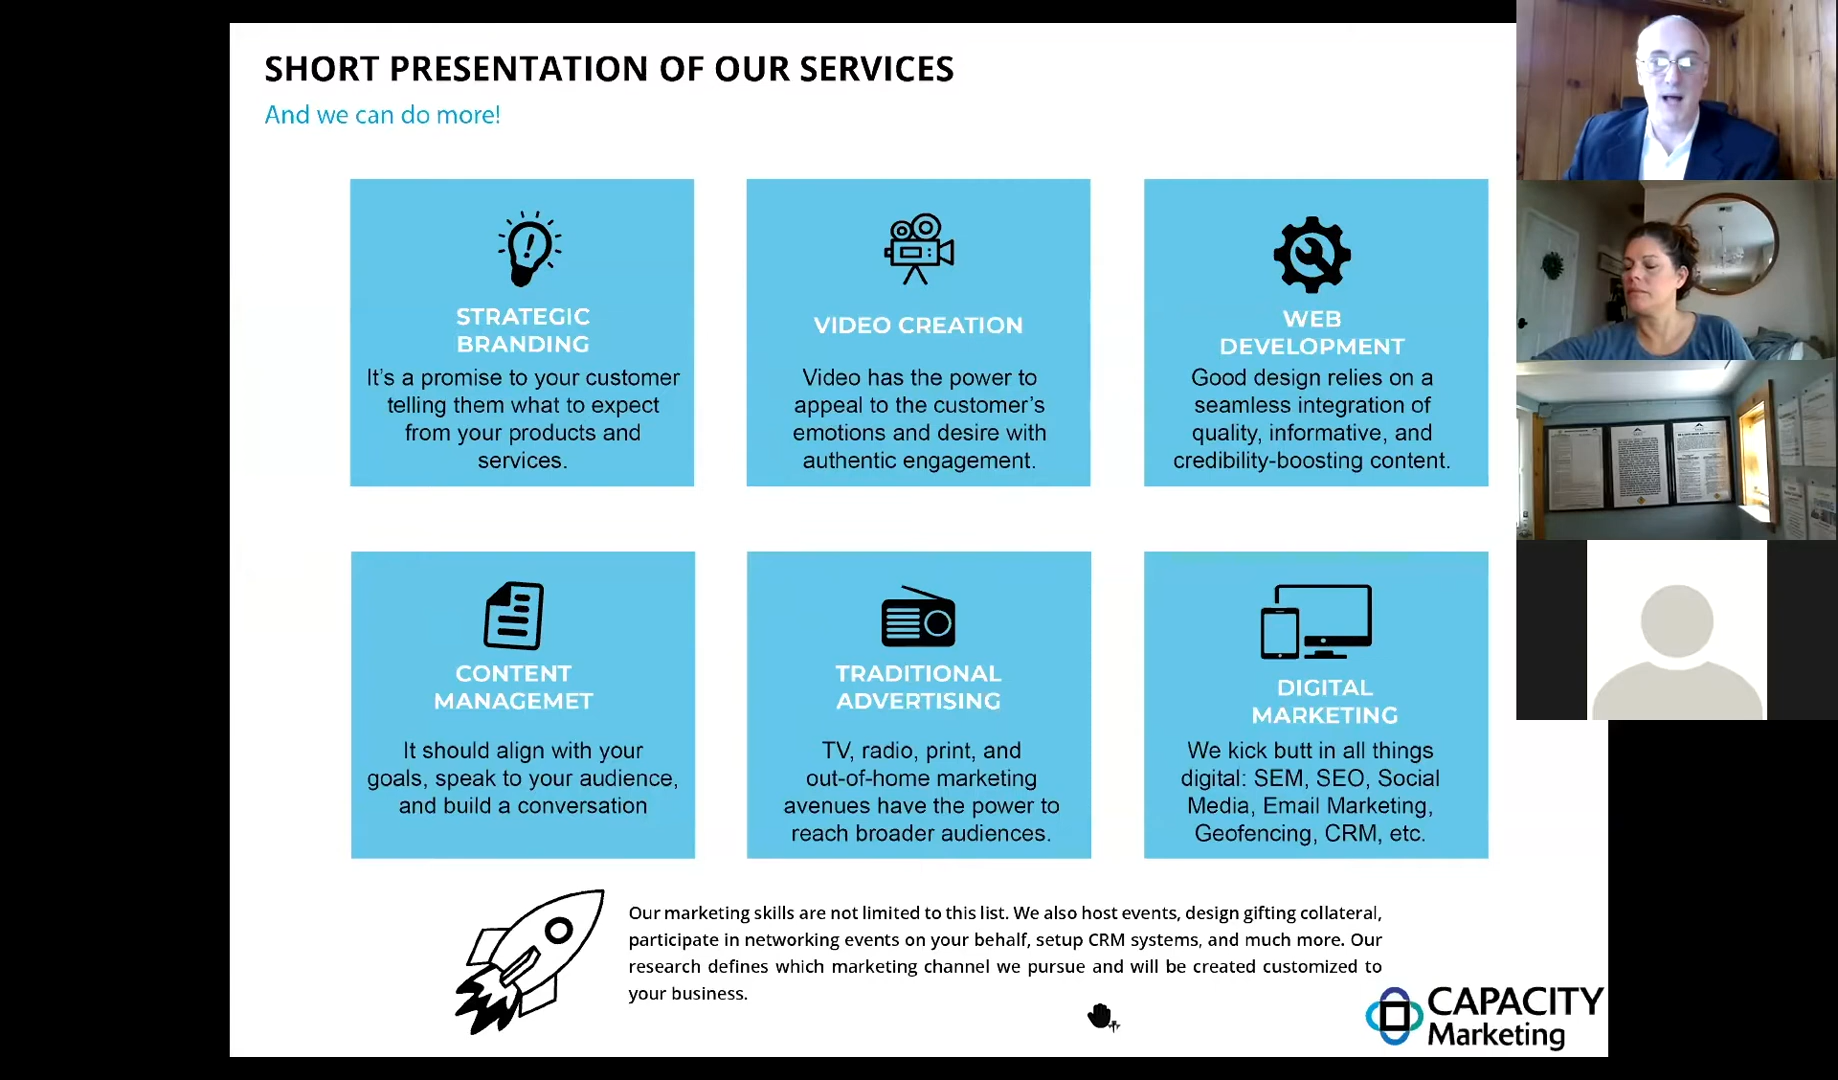 SHORT PRESENTATION OF OUR SERVICES
And we can do more!
STRATEGIC
BRANDING
It's a promise to your customer
telling them what to expect
from your products and
services.
VIDEO CREATION
Video has the power to
appeal to the customer's
emotions and desire with
authentic engagement.
WEB
DEVELOPMENT
Good design relies on a
seamless integration of
quality, informative, and
credibility-boosting content.
CONTENT
MANAGEMET
It should align with your
goals, speak to your audience,
and build a conversation
TRADITIONAL
ADVERTISING
TV, radio, print, and
out-of-home marketing
avenues have the power to
reach broader audiences.
DIGITAL
MARKETING
We kick butt in all things
digital: SEM, SEO, Social
Media, Email Marketing,
Geofencing, CRM, etc.
Our marketing skills are not limited to this list. We also host events, design gifting collateral,
participate in networking events on your behalf, setup CRM systems, and much more. Our
research defines which marketing channel we pursue and will be created customized to
your business.
CAPACITY
Marketing